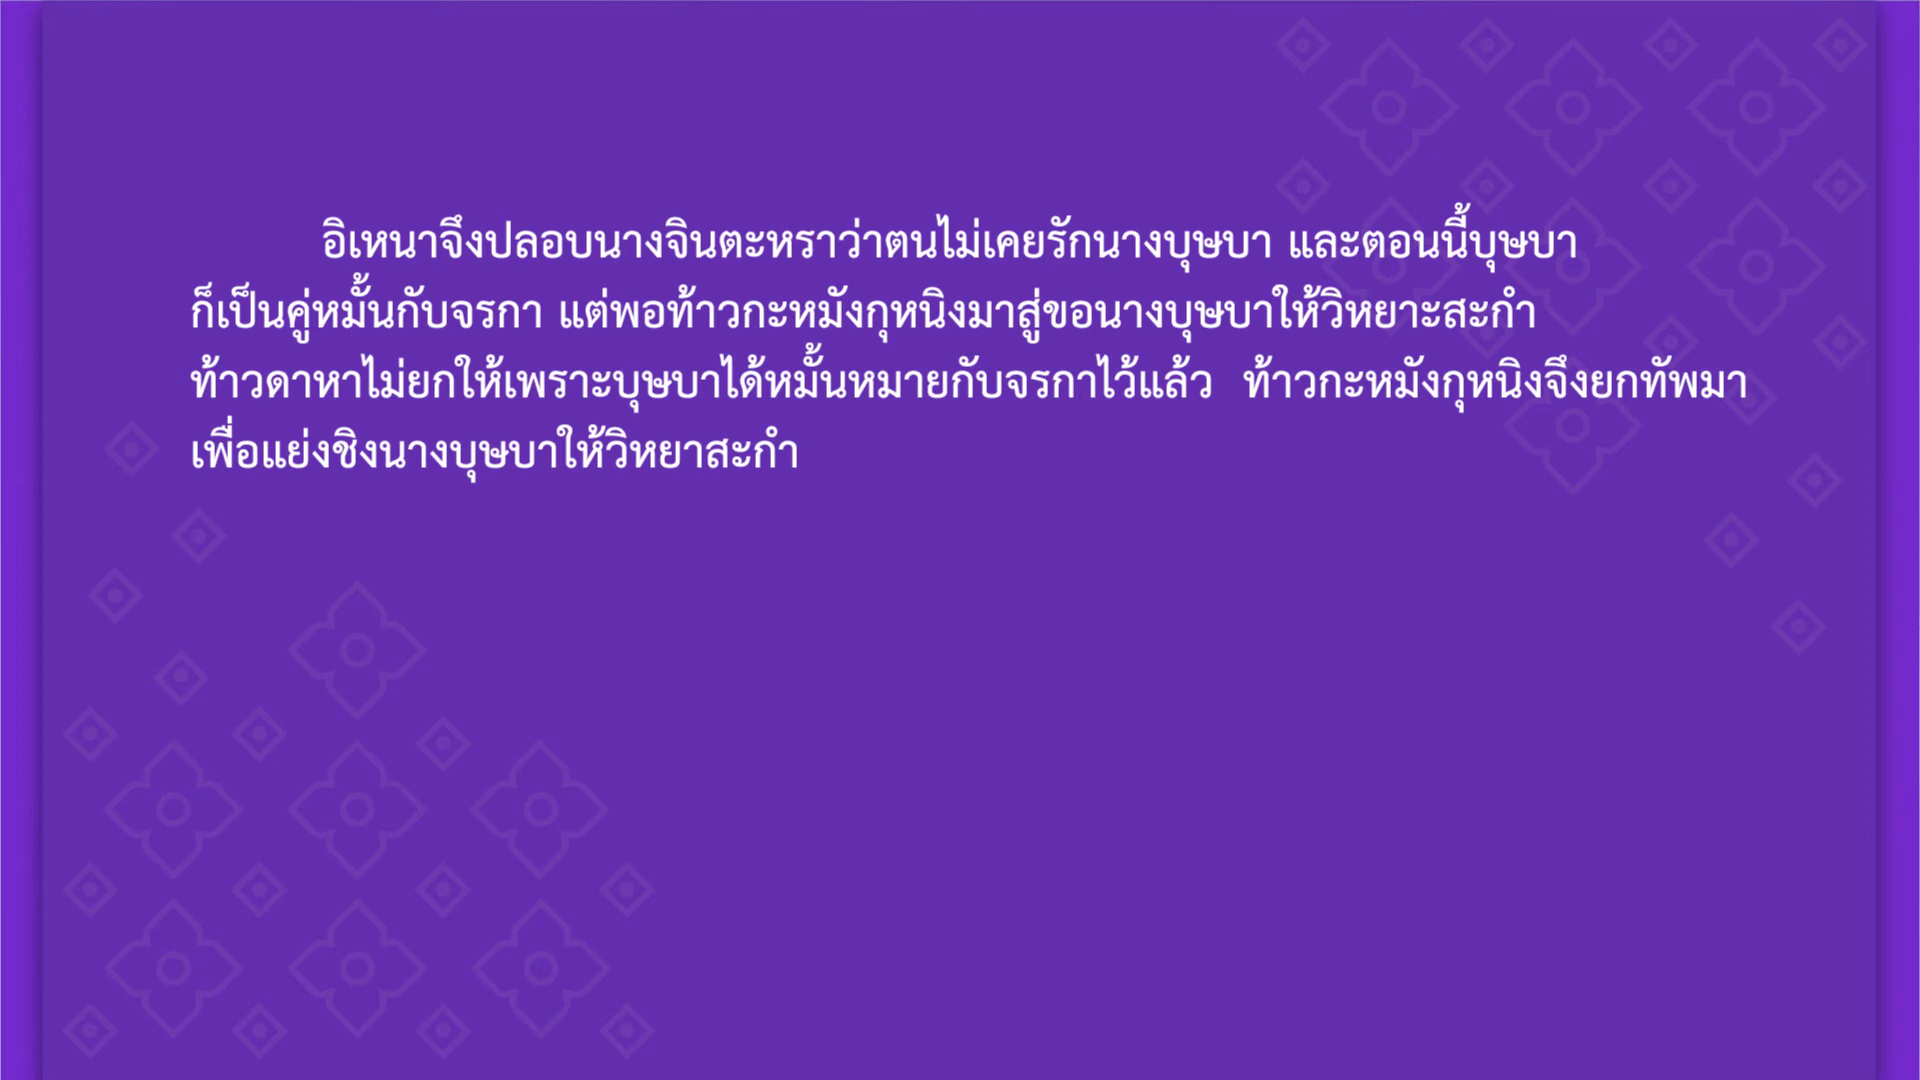 อิเหนาจึงปลอบนางจินตะหราว่าตนไม่เคยรักนางบุษบา และตอนนี้บุษบา
ก็เป็นคู่หมั้นกับจรกา แต่พอท้าวกะหมังกุหนิงมาสู่ขอนางบุษบาให้วิหยาะสะกำ
ท้าวดาหาไม่ยกให้เพราะบุษบาได้หมั้นหมายกับจรกาไว้แล้ว ท้าวกะหมังกุหนิงจึงยกทัพมา
เพื่อแย่งชิงนางบุษบาให้วิหยาสะกำ